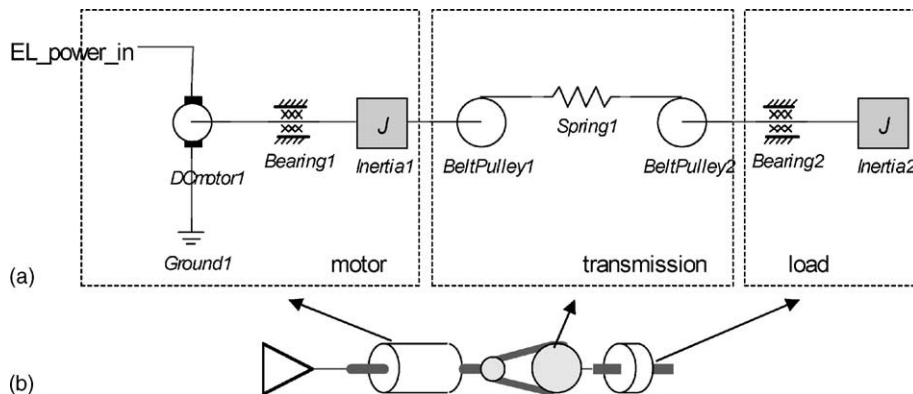 EL_power_in
J
J
Spring1
Bearing1
Inertia1
BeltPulley1
BeltPulley2
Bearing2
Inertia2
DCmotor1
Ground1
motor
transmission
load
(a)
(b)